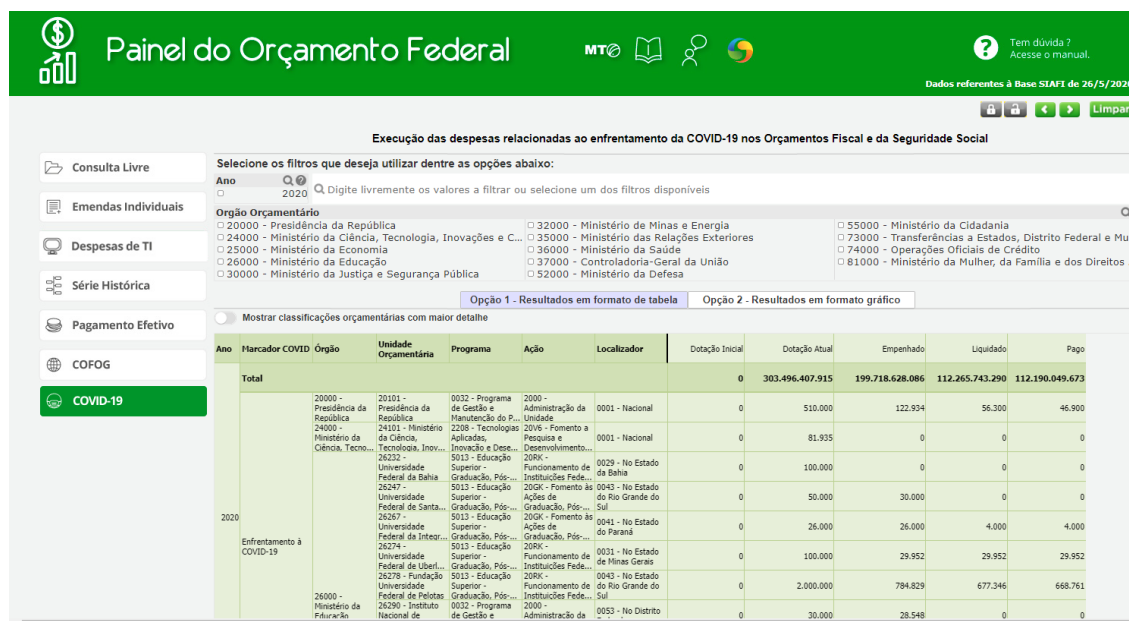 Painel do Orçamento Federal
MTO
Tem dúvida ?
Acesse o manual.
Dados referentes à Base SIAFI de 26/5/2020
Limpar
Execução das despesas relacionadas ao enfrentamento da COVID-19 nos Orçamentos Fiscal e da Seguridade Social
Consulta Livre
Emendas Individuais
Despesas de TI
Série Histórica
Pagamento Efetivo
COFOG
COVID-19
Selecione os filtros que deseja utilizar dentre as opções abaixo:
Ano
2020
Digite livremente os valores a filtrar ou selecione um dos filtros disponíveis
Orgão Orçamentário
20000 - Presidência da República
24000 - Ministério da Ciência, Tecnologia, Inovações e C...
25000 - Ministério da Economia
26000 - Ministério da Educação
30000 - Ministério da Justiça e Segurança Pública
32000 - Ministério de Minas e Energia
35000 - Ministério das Relações Exteriores
36000 - Ministério da Saúde
37000 - Controladoria-Geral da União
52000 - Ministério da Defesa
55000 - Ministério da Cidadania
73000 - Transferências a Estados, Distrito Federal e Mu
74000 - Operações Oficiais de Crédito
81000 - Ministério da Mulher, da Família e dos Direitos ...
Opção 1 - Resultados em formato de tabela
Opção 2 - Resultados em formato gráfico
Mostrar classificações orçamentárias com maior detalhe
Ano Marcador COVID Órgão Unidade Orçamentária Programa Ação Localizador Dotação Inicial Dotação Atual Empenhado Liquidado Pago
Total 0 303.496.407.915 199.718.628.086 112.265.743.290 112.190.049.673
2020
Enfrentamento à COVID-19
20000 - Presidência da República 20101 - Presidência da República 0032 - Programa de Gestão e Manutenção do P... 2000 - Administração da Unidade 0001 - Nacional 0 510.000 122.934 56.300 46.900
24000 - Ministério da Ciência, Tecno... 24101 - Ministério da Ciência, Tecnologia, Inov... 2208 - Tecnologias Aplicadas, Inovação e Dese... 20V6 - Fomento a Pesquisa e Desenvolvimento... 0001 - Nacional 0 81.935 0 0 0
26000 - Ministério da Educação
26232 - Universidade Federal da Bahia 5013 - Educação Superior - Graduação, Pós-... 20RK - Funcionamento de Instituições Fede... 0029 - No Estado da Bahia 0 100.000 0 0 0
26247 - Universidade Federal de Santa... 5013 - Educação Superior - Graduação, Pós-... 20GK - Fomento às Ações de Graduação, Pós-... 0043 - No Estado do Rio Grande do Sul 0 50.000 30.000 0 0
26267 - Universidade Federal da Integr... 5013 - Educação Superior - Graduação, Pós-... 20GK - Fomento às Ações de Graduação, Pós-... 0041 - No Estado do Paraná 0 26.000 26.000 4.000 4.000
26274 - Universidade Federal de Uberl... 5013 - Educação Superior - Graduação, Pós-... 20RK - Funcionamento de Instituições Fede... 0031 - No Estado de Minas Gerais 0 100.000 29.952 29.952 29.952
26278 - Fundação Universidade Federal de Pelotas 5013 - Educação Superior - Graduação, Pós-... 20RK - Funcionamento de Instituições Fede... 0043 - No Estado do Rio Grande do Sul 0 2.000.000 784.829 677.346 668.761
26290 - Instituto Nacional de 0032 - Programa de Gestão e 2000 - Administração da 0053 - No Distrito 0 30.000 28.548 0 0